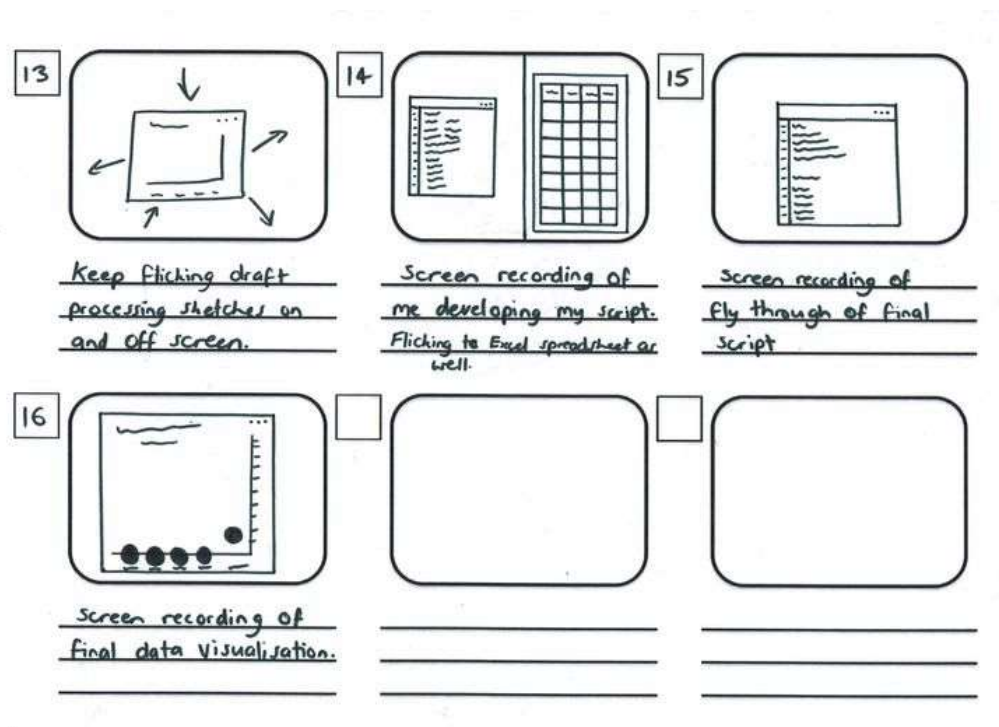 13
Keep flicking draft
processing sketches on
and off screen.
14
Screen recording of
me developing my script.
Flicking to Excel spreadsheet as
well.
15
Screen recording of
fly through of final
script
16
Screen recording of
final data visualisation.